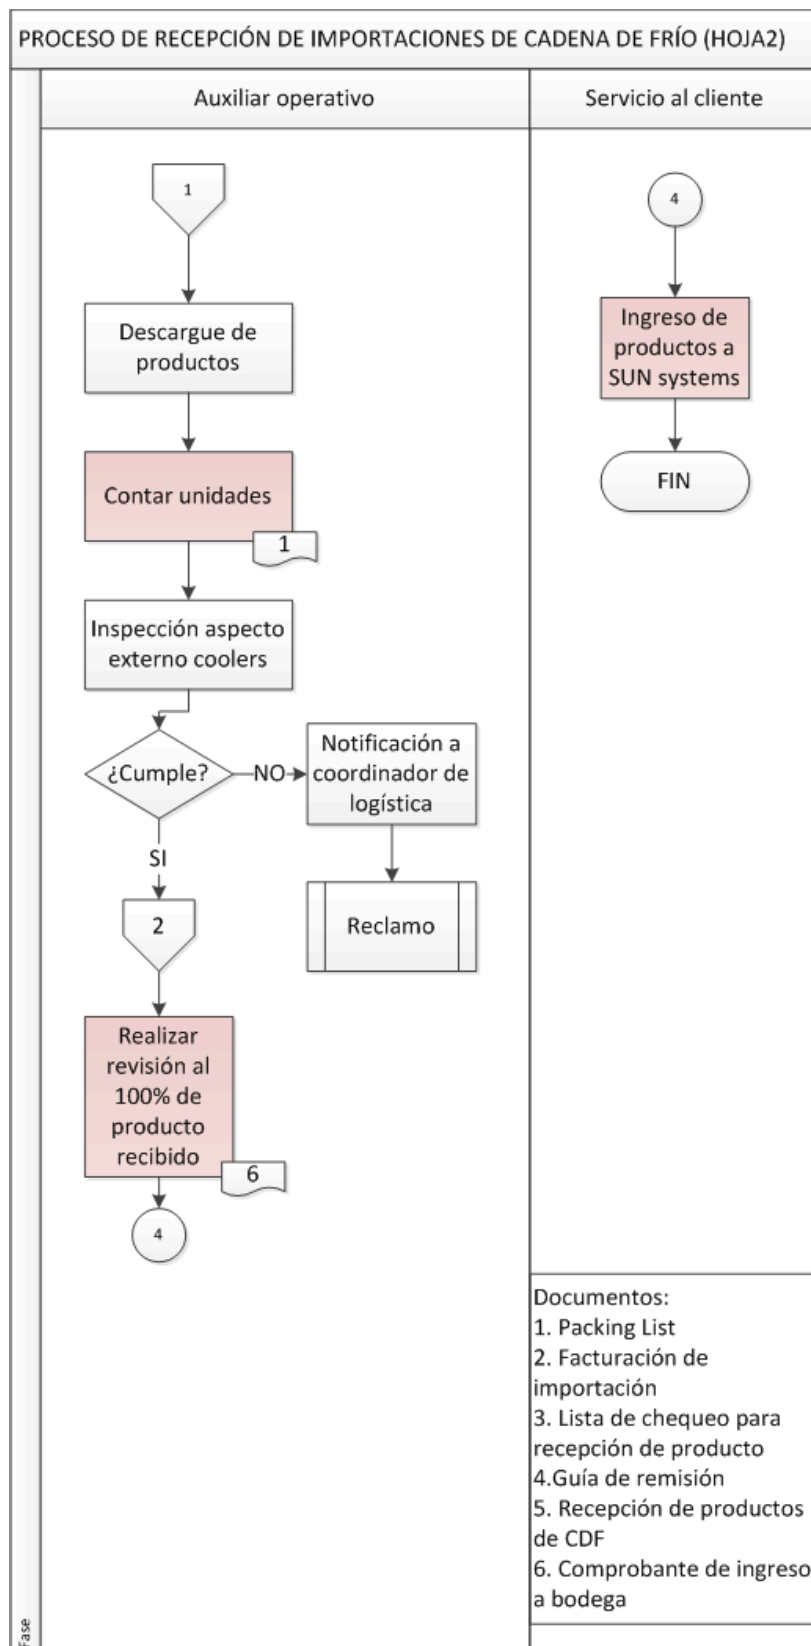 PROCESO DE RECEPCIÓN DE IMPORTACIONES DE CADENA DE FRÍO (HOJA2)
Auxiliar operativo
Servicio al cliente
1
Descargue de
productos
Contar unidades
1
Inspección aspecto
externo coolers
¿Cumple?
NO
Notificación a
coordinador de
logística
Reclamo
SI
2
Realizar
revisión al
100% de
producto
recibido
6
4
4
Ingreso de
productos a
SUN systems
FIN
Documentos:
1. Packing List
2. Facturación de
importación
3. Lista de chequeo para
recepción de producto
4.Guía de remisión
5. Recepción de productos
de CDF
6. Comprobante de ingreso
a bodega
Fase